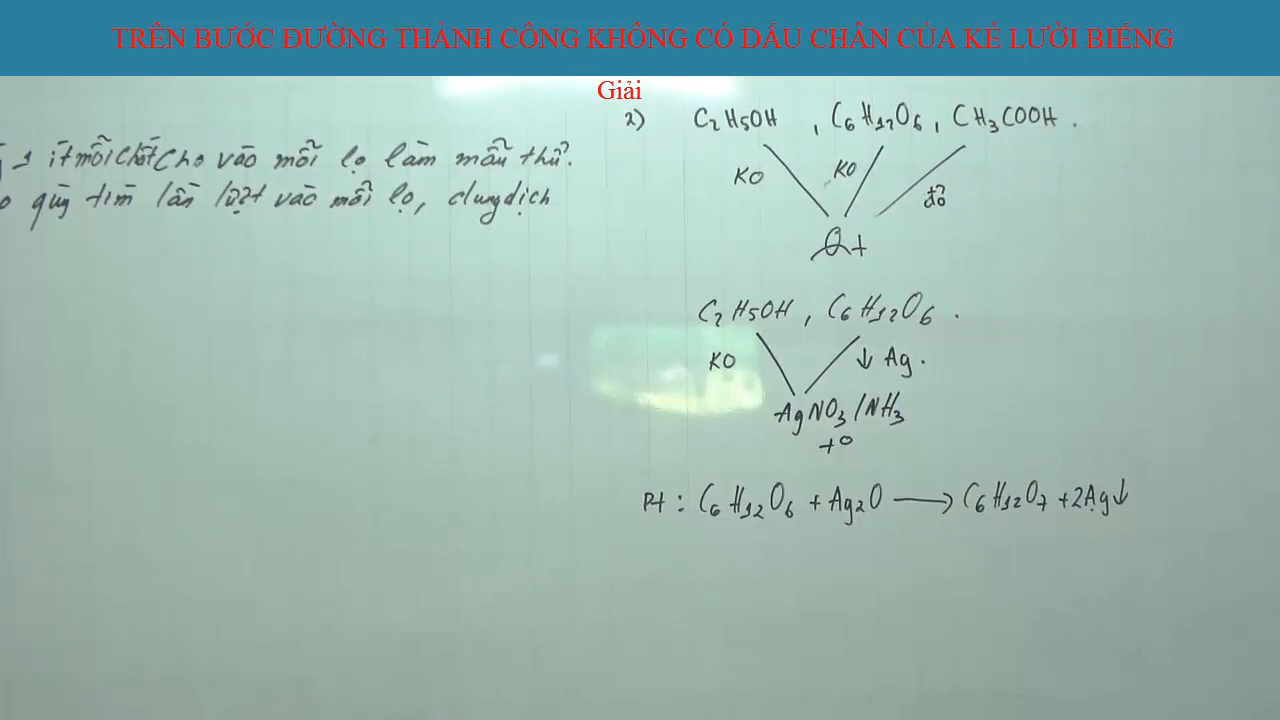 TRÊN BƯỚC ĐƯỜNG THÀNH CÔNG KHÔNG CÓ DẤU CHÂN CỦA KẺ LƯỜI BIẾNG
Giải
1 ít mỗi chất cho vào mỗi lọ làm mẫu thử.
quỳ tím lần lượt vào mỗi lọ, dung dịch
2) C₂H₅OH , C₆H₁₂O₆ , CH₃COOH .
KO KO đỏ
Qt
C₂H₅OH , C₆H₁₂O₆ .
KO ↓ Ag .
AgNO₃/NH₃
t⁰
Pt : C₆H₁₂O₆ + Ag₂O ⟶ C₆H₁₂O₇ + 2Ag↓